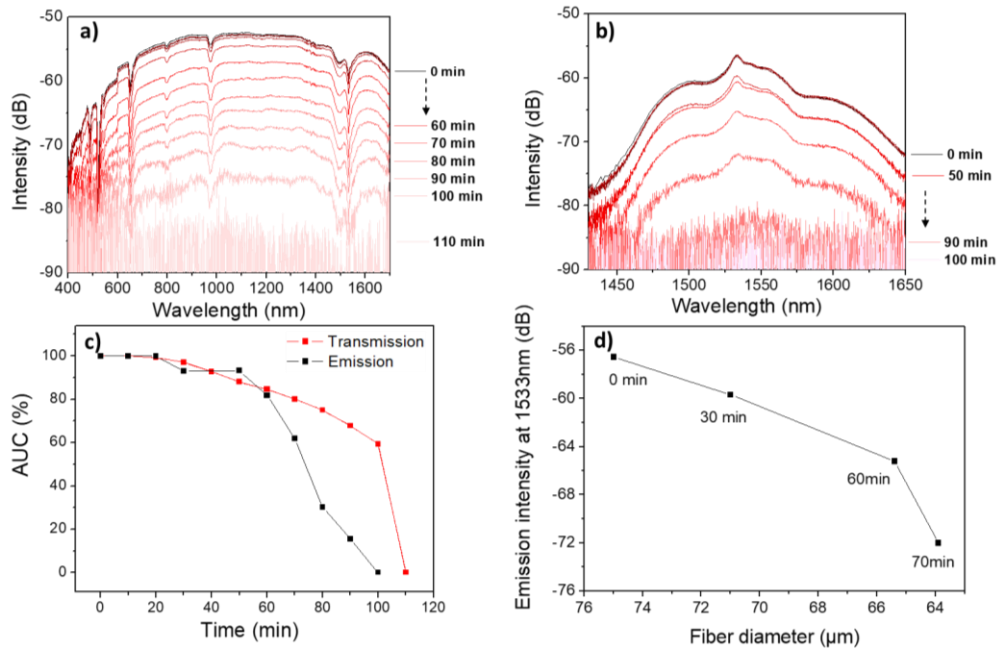 a)
-50
-60
-70
-80
-90
Intensity (dB)
0 min
60 min
70 min
80 min
90 min
100 min
110 min
400 600 800 1000 1200 1400 1600
Wavelength (nm)
b)
-50
-60
-70
-80
-90
Intensity (dB)
0 min
50 min
90 min
100 min
1450 1500 1550 1600 1650
Wavelength (nm)
c)
Transmission
Emission
100
80
60
40
20
0
AUC (%)
0 20 40 60 80 100 120
Time (min)
d)
-56
-60
-64
-68
-72
-76
Emission intensity at 1533nm (dB)
0 min
30 min
60min
70min
76 74 72 70 68 66 64
Fiber diameter (μm)